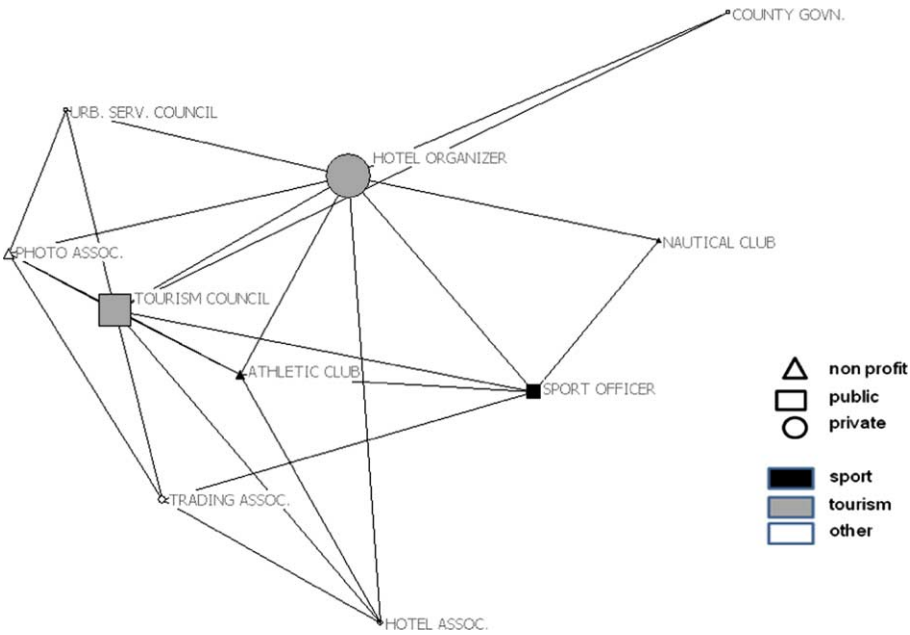 COUNTY GOVN.
URB. SERV. COUNCIL
HOTEL ORGANIZER
NAUTICAL CLUB
PHOTO ASSOC.
TOURISM COUNCIL
ATHLETIC CLUB
SPORT OFFICER
TRADING ASSOC.
HOTEL ASSOC.
non profit
public
private
sport
tourism
other